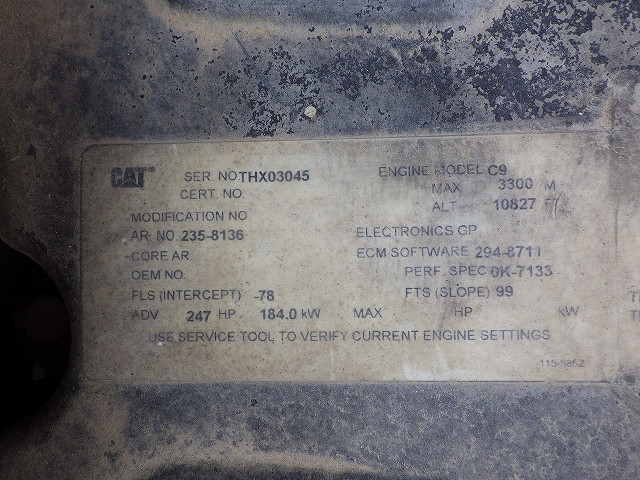 CAT SER. NO. THX03045 ENGINE MODEL C9
CERT. NO. MAX 3300 M
ALT 10827 FT
MODIFICATION NO.
AR NO. 235-8136 ELECTRONICS GP
CORE AR ECM SOFTWARE 294-8711
OEM NO. PERF. SPEC 0K-7133
FLS (INTERCEPT) -78 FTS (SLOPE) 99
ADV 247 HP 184.0 kW MAX HP kW
USE SERVICE TOOL TO VERIFY CURRENT ENGINE SETTINGS
115-5862